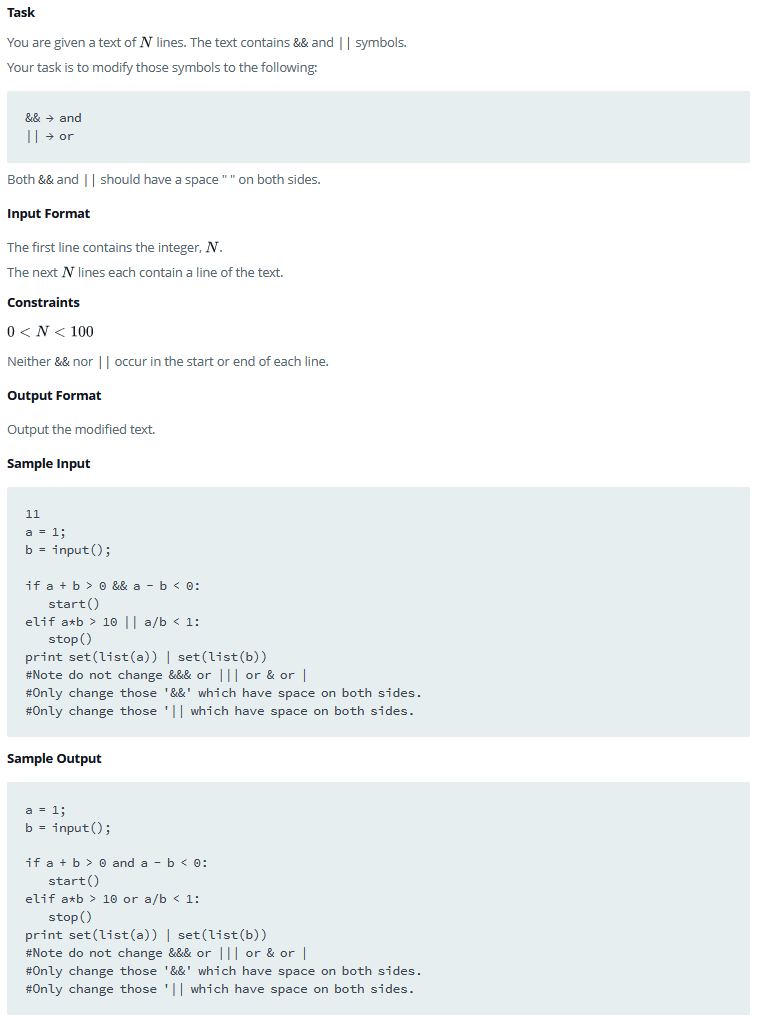 Task
You are given a text of N lines. The text contains && and || symbols.
Your task is to modify those symbols to the following:
&& → and
|| → or
Both && and || should have a space " " on both sides.
Input Format
The first line contains the integer, N.
The next N lines each contain a line of the text.
Constraints
0 < N < 100
Neither && nor || occur in the start or end of each line.
Output Format
Output the modified text.
Sample Input
11
a = 1;
b = input();

if a + b > 0 && a - b < 0:
   start()
elif a*b > 10 || a/b < 1:
   stop()
print set(list(a)) | set(list(b))
#Note do not change &&& or ||| or & or |
#Only change those '&&' which have space on both sides.
#Only change those '|| which have space on both sides.
Sample Output
a = 1;
b = input();

if a + b > 0 and a - b < 0:
   start()
elif a*b > 10 or a/b < 1:
   stop()
print set(list(a)) | set(list(b))
#Note do not change &&& or ||| or & or |
#Only change those '&&' which have space on both sides.
#Only change those '|| which have space on both sides.